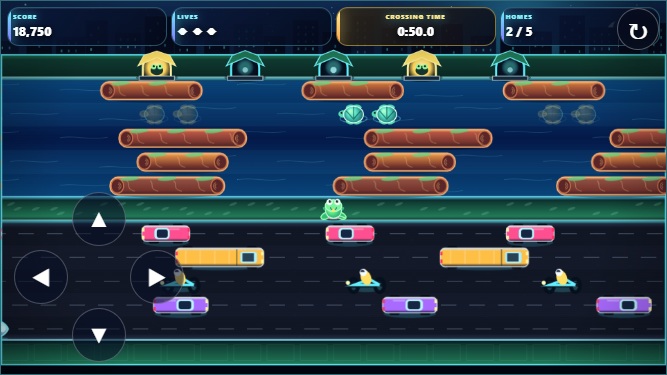 SCORE
18,750
LIVES
CROSSING TIME
0:50.0
HOMES
2 / 5